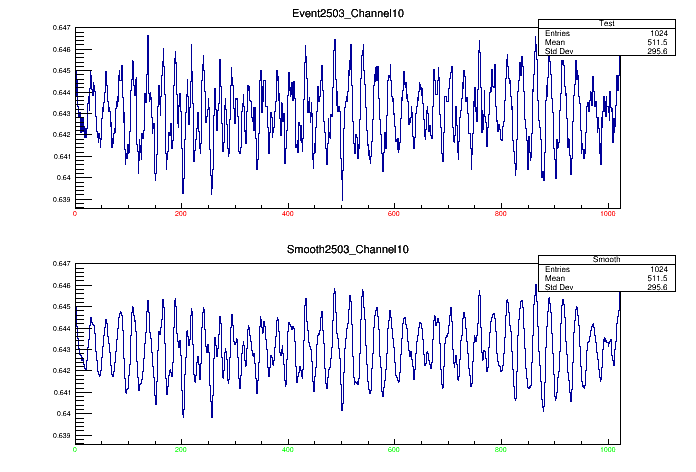 Event2503_Channel10
Test
Entries 1024
Mean 511.5
Std Dev 295.6
0.647
0.646
0.645
0.644
0.643
0.642
0.641
0.64
0.639
0 200 400 600 800 1000
Smooth2503_Channel10
Smooth
Entries 1024
Mean 511.5
Std Dev 295.6
0.647
0.646
0.645
0.644
0.643
0.642
0.641
0.64
0.639
0 200 400 600 800 1000